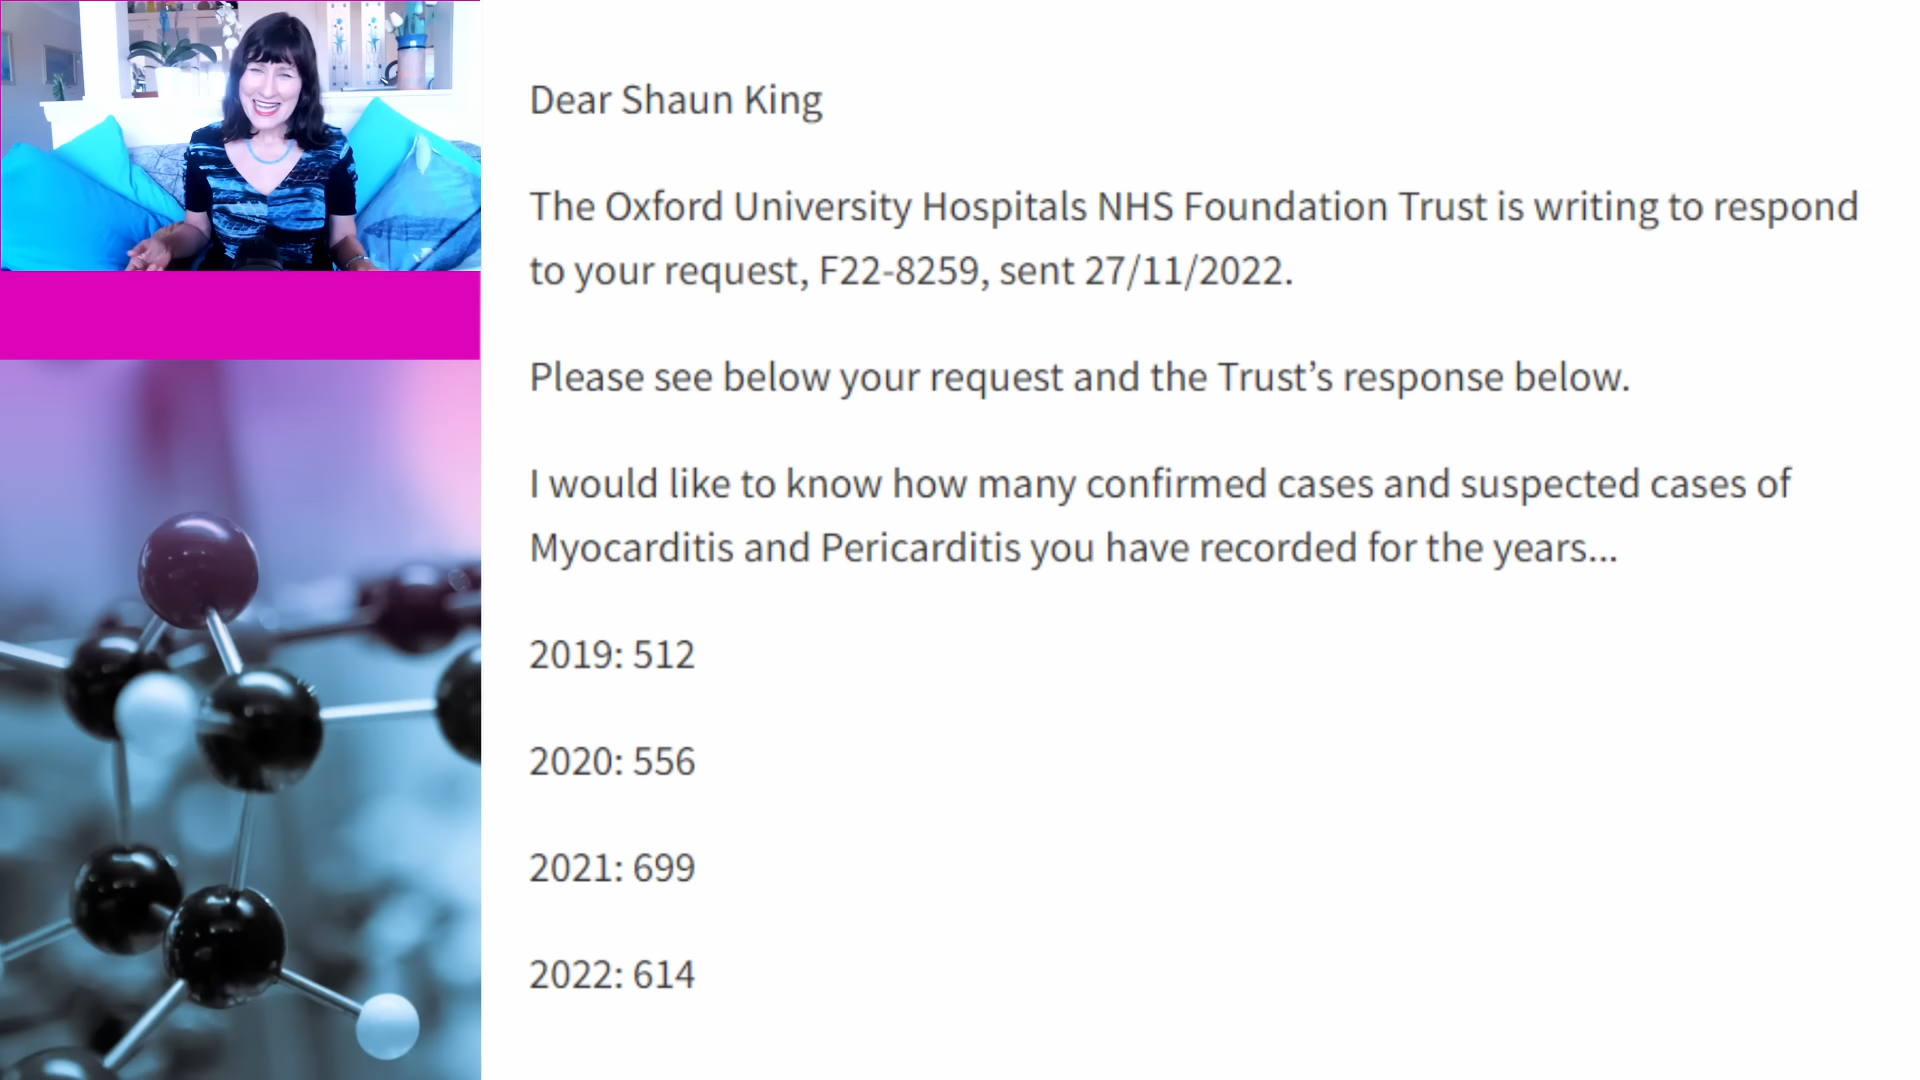 Dear Shaun King
The Oxford University Hospitals NHS Foundation Trust is writing to respond
to your request, F22-8259, sent 27/11/2022.
Please see below your request and the Trust’s response below.
I would like to know how many confirmed cases and suspected cases of
Myocarditis and Pericarditis you have recorded for the years...
2019: 512
2020: 556
2021: 699
2022: 614